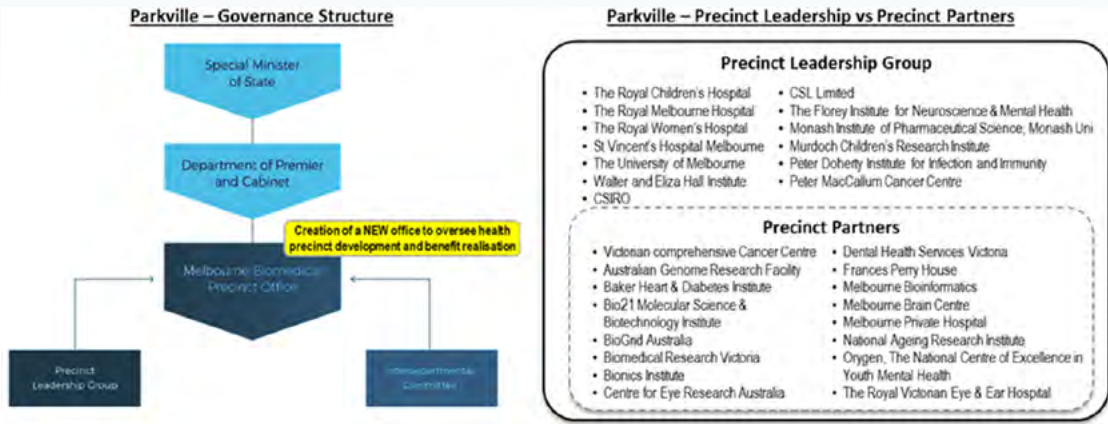 Parkville – Governance Structure
Special Minister
of State
Department of Premier
and Cabinet
Creation of a NEW office to oversee health
precinct development and benefit realisation
Melbourne Biomedical
Precinct Office
Precinct
Leadership Group
Interdepartmental
Committee
Parkville – Precinct Leadership vs Precinct Partners
Precinct Leadership Group
• The Royal Children's Hospital
• The Royal Melbourne Hospital
• The Royal Women's Hospital
• St Vincent's Hospital Melbourne
• The University of Melbourne
• Walter and Eliza Hall Institute
• CSIRO
• CSL Limited
• The Florey Institute for Neuroscience & Mental Health
• Monash Institute of Pharmaceutical Science, Monash Uni
• Murdoch Children's Research Institute
• Peter Doherty Institute for Infection and Immunity
• Peter MacCallum Cancer Centre
Precinct Partners
• Victorian comprehensive Cancer Centre
• Australian Genome Research Facility
• Baker Heart & Diabetes Institute
• Bio21 Molecular Science &
Biotechnology Institute
• BioGrid Australia
• Biomedical Research Victoria
• Bionics Institute
• Centre for Eye Research Australia
• Dental Health Services Victoria
• Frances Perry House
• Melbourne Bioinformatics
• Melbourne Brain Centre
• Melbourne Private Hospital
• National Ageing Research Institute
• Orygen, The National Centre of Excellence in
Youth Mental Health
• The Royal Victorian Eye & Ear Hospital